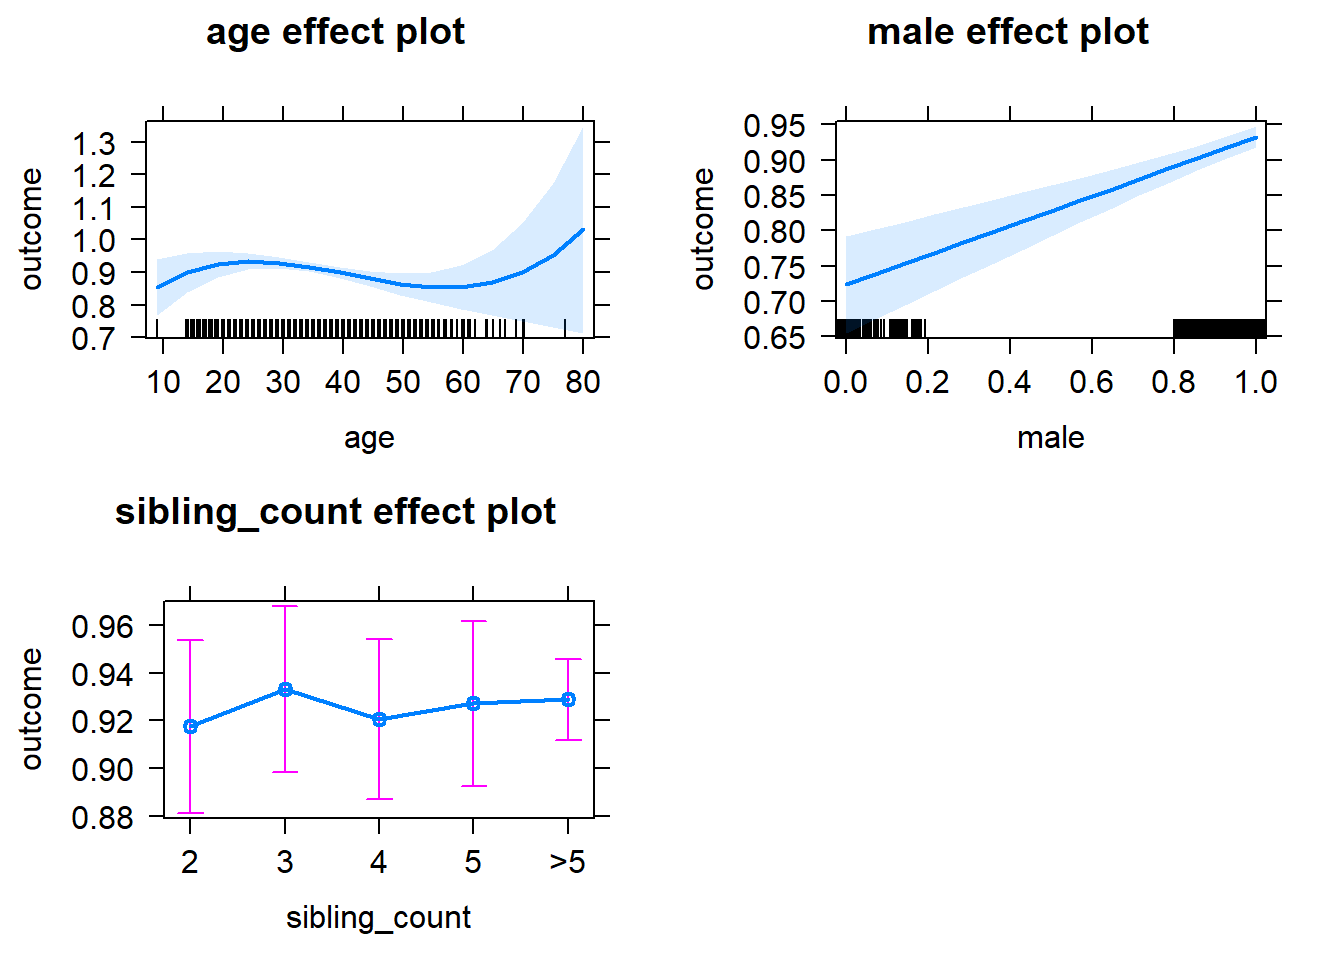 age effect plot
outcome
1.3
1.2
1.1
1.0
0.9
0.8
0.7
10 20 30 40 50 60 70 80
age
male effect plot
outcome
0.95
0.90
0.85
0.80
0.75
0.70
0.65
0.0 0.2 0.4 0.6 0.8 1.0
male
sibling_count effect plot
outcome
0.96
0.94
0.92
0.90
0.88
2 3 4 5 >5
sibling_count